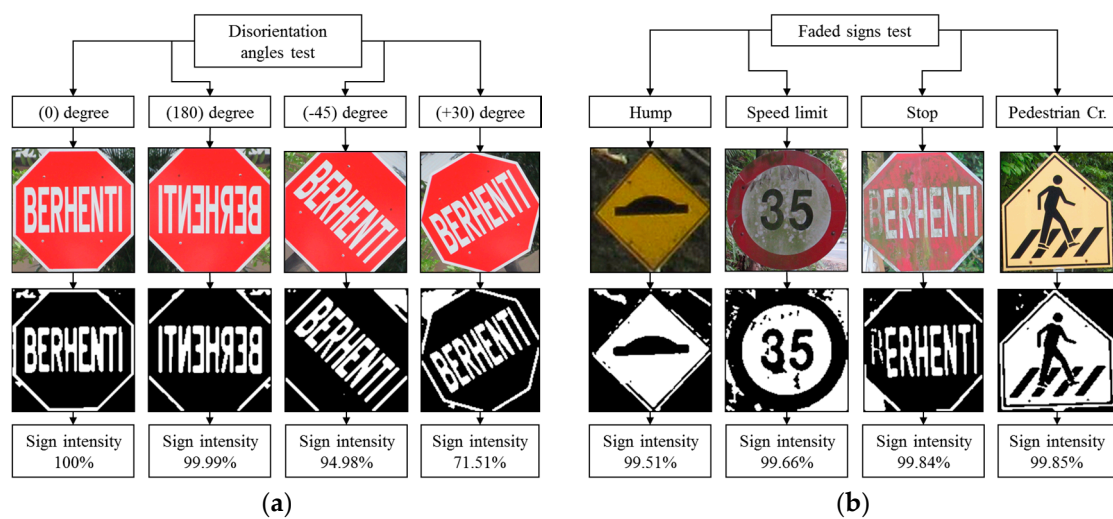 Disorientation
angles test
(0) degree
(180) degree
(-45) degree
(+30) degree
BERHENTI
BERHENTI
BERHENTI
BERHENTI
BERHENTI
BERHENTI
BERHENTI
BERHENTI
Sign intensity
100%
Sign intensity
99.99%
Sign intensity
94.98%
Sign intensity
71.51%
(a)
Faded signs test
Hump
Speed limit
Stop
Pedestrian Cr.
35
BERHENTI
35
BERHENTI
Sign intensity
99.51%
Sign intensity
99.66%
Sign intensity
99.84%
Sign intensity
99.85%
(b)